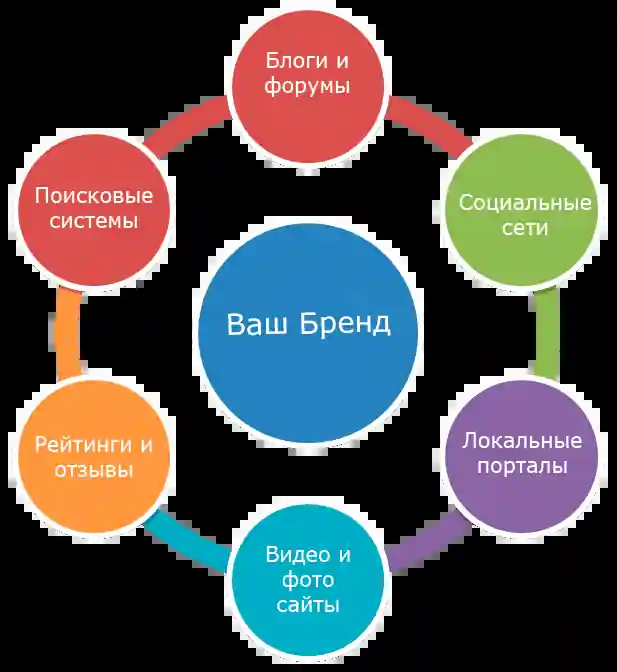 Блоги и
форумы
Поисковые
системы
Социальные
сети
Ваш Бренд
Рейтинги и
отзывы
Локальные
порталы
Видео и
фото
сайты